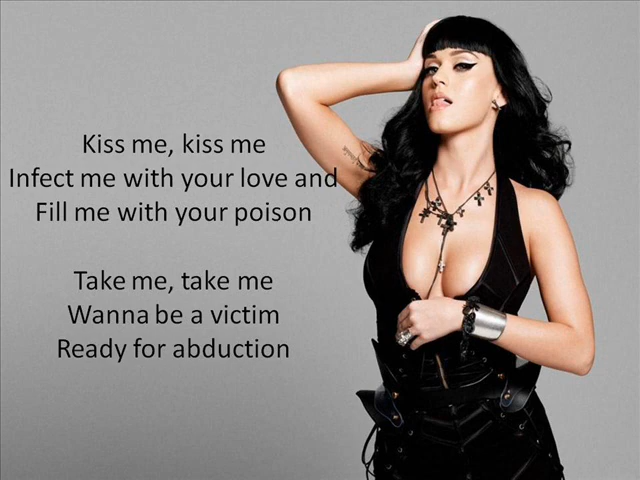 Kiss me, kiss me
Infect me with your love and
Fill me with your poison
Take me, take me
Wanna be a victim
Ready for abduction